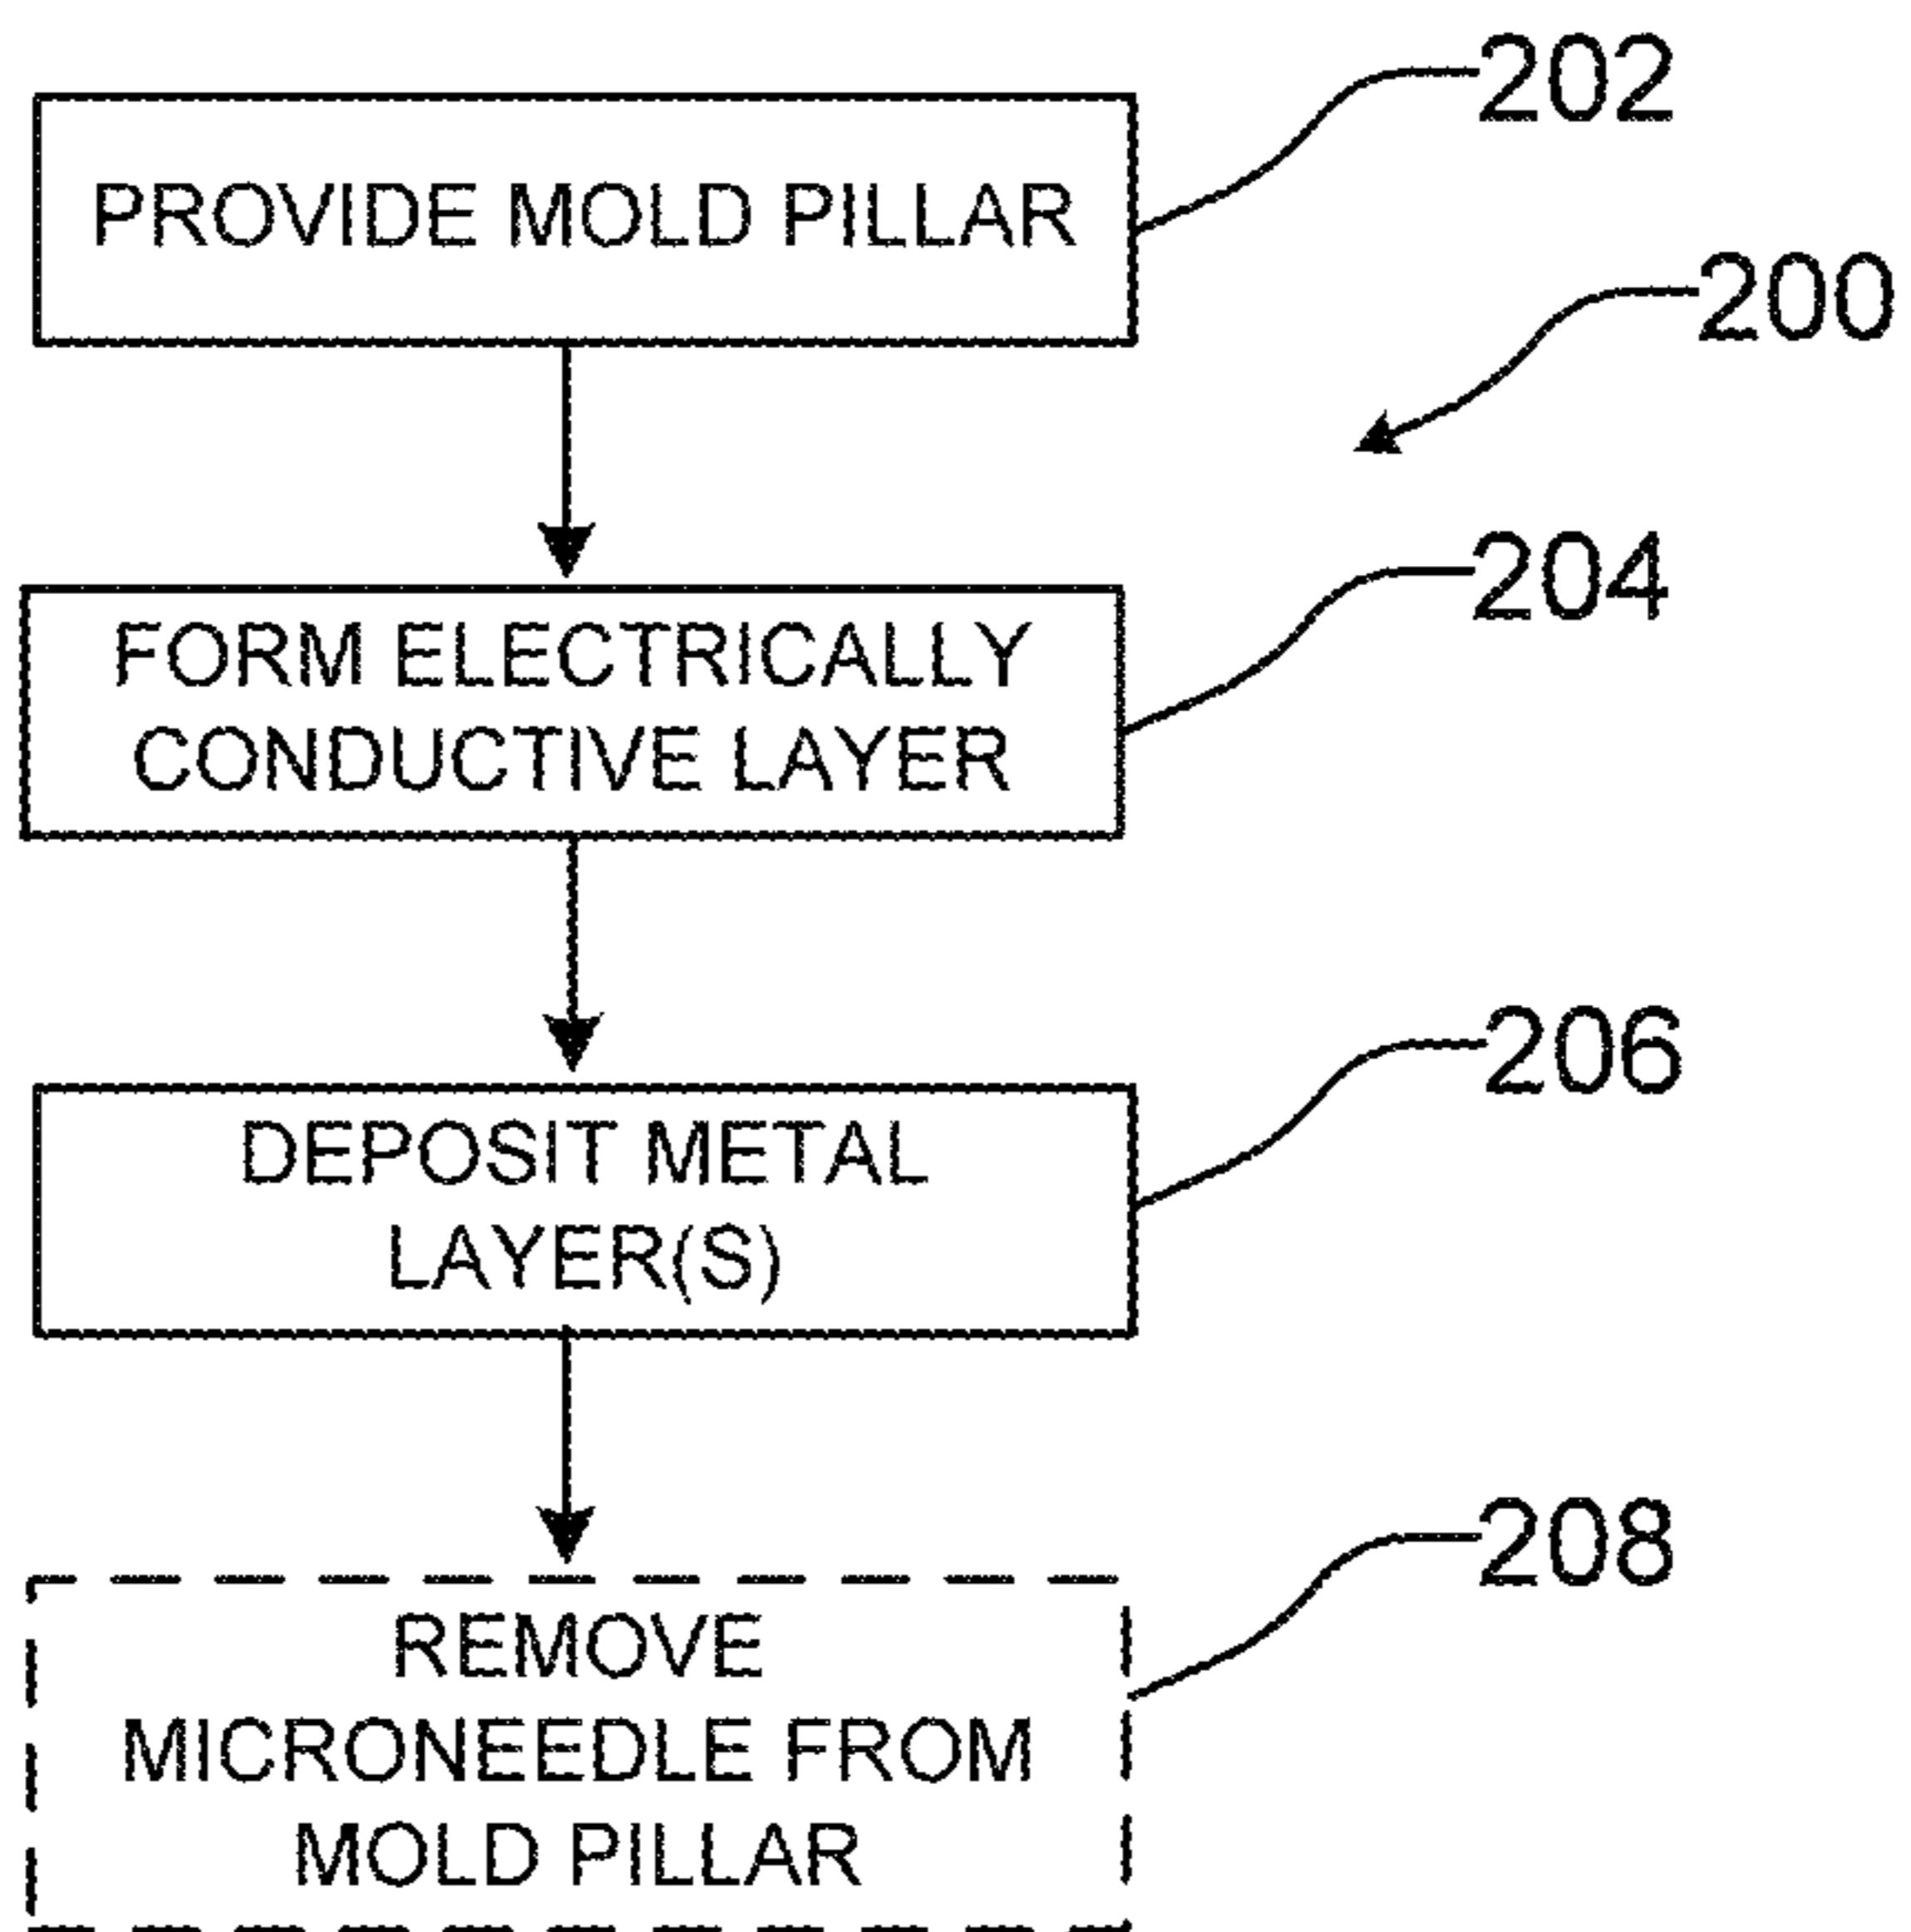 202
PROVIDE MOLD PILLAR
200
204
FORM ELECTRICALLY
CONDUCTIVE LAYER
206
DEPOSIT METAL
LAYER(S)
208
REMOVE
MICRONEEDLE FROM
MOLD PILLAR